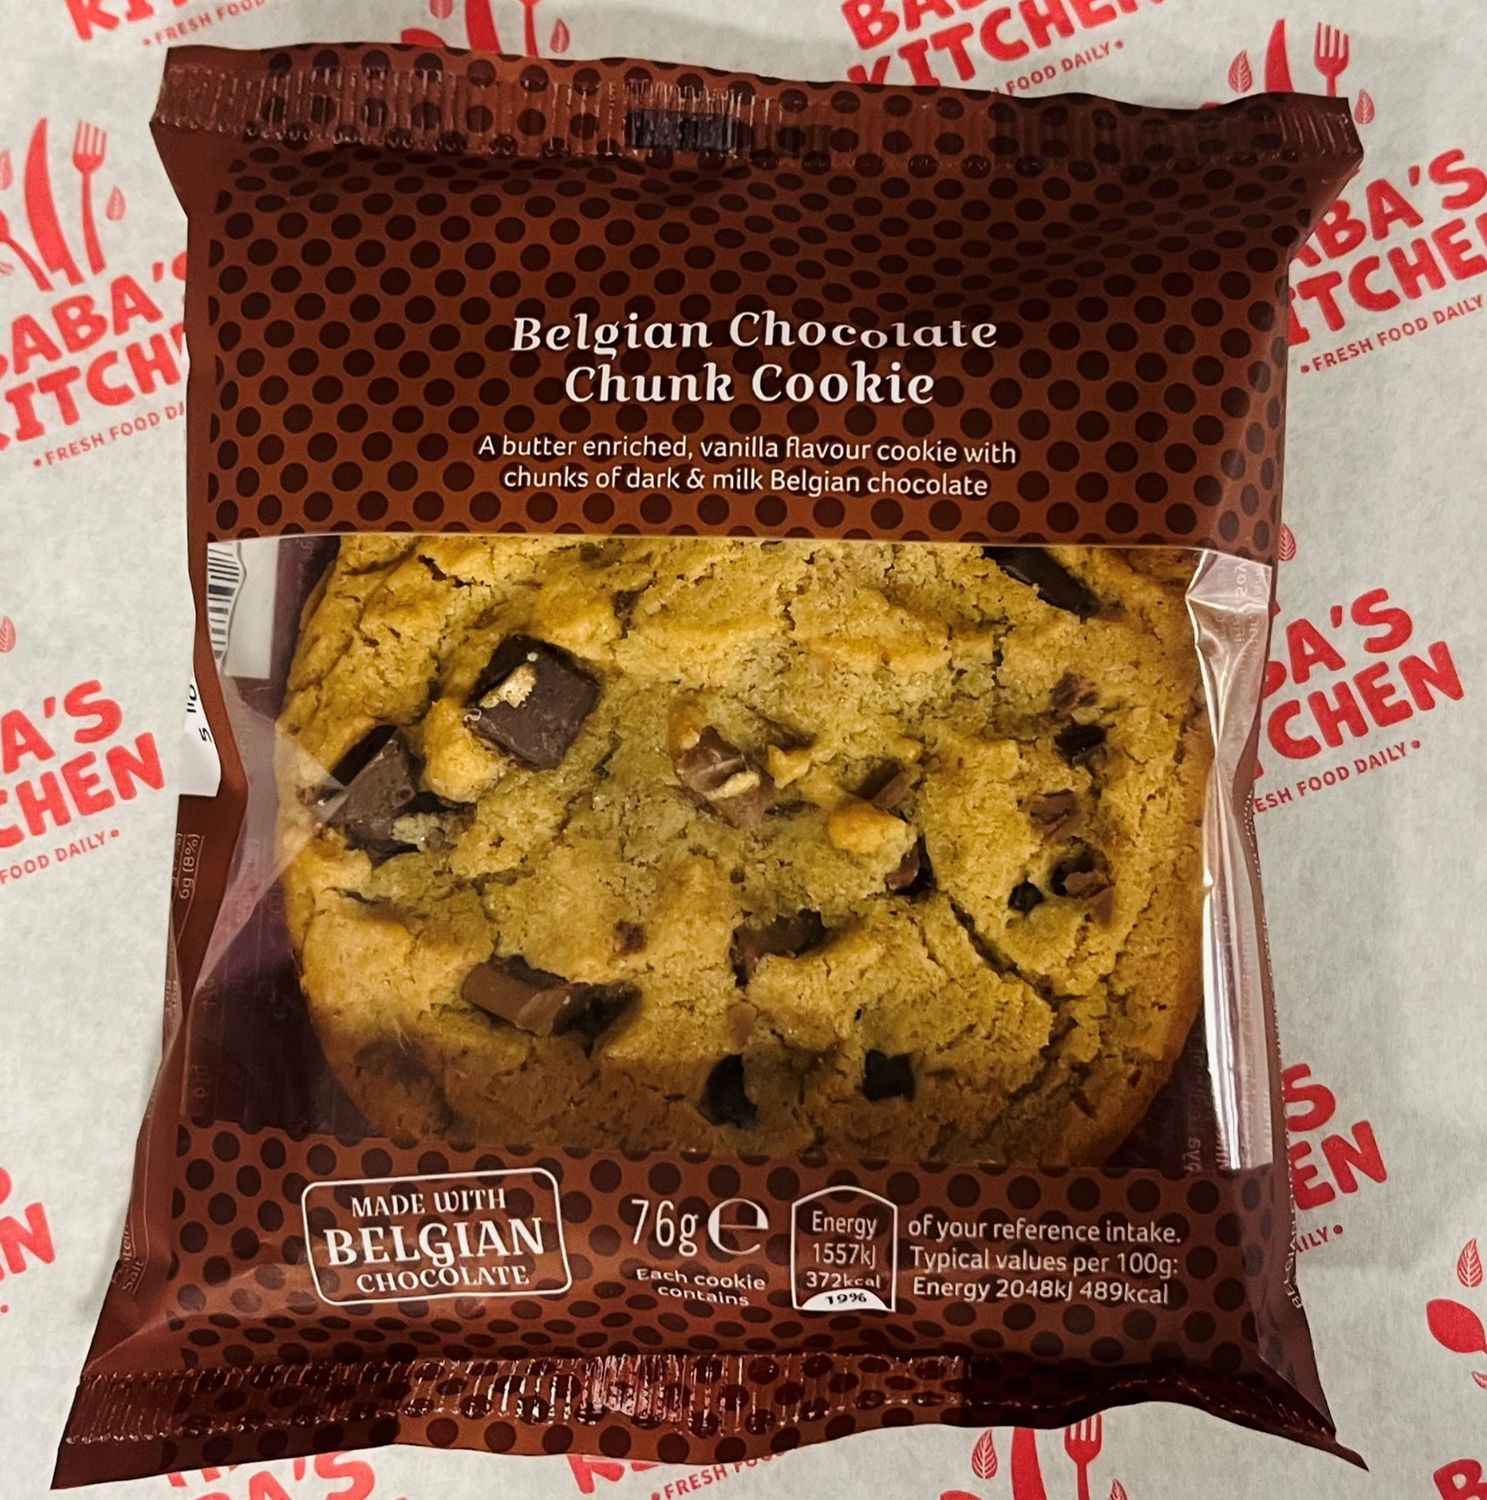 Belgian Chocolate
Chunk Cookie
A butter enriched, vanilla flavour cookie with
chunks of dark & milk Belgian chocolate
MADE WITH
BELGIAN
CHOCOLATE
76g℮
Each cookie
contains
Energy
1557kJ
372kcal
19%
of your reference intake.
Typical values per 100g:
Energy 2048kJ 489kcal
6g (8%)
BABA'S
KITCHEN
• FRESH FOOD DAILY •